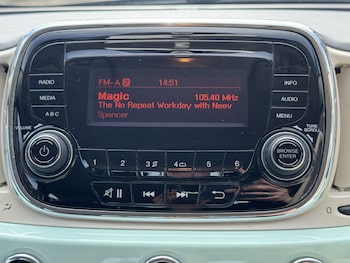 FM-A 2 14:51
RADIO
MEDIA
A-B-C
Magic 105.40 MHz
The No Repeat Workday with Neev
Spencer
INFO
AUDIO
MENU
VOLUME
TUNE
SCROLL
BROWSE
ENTER
1 2 3 4 5 6